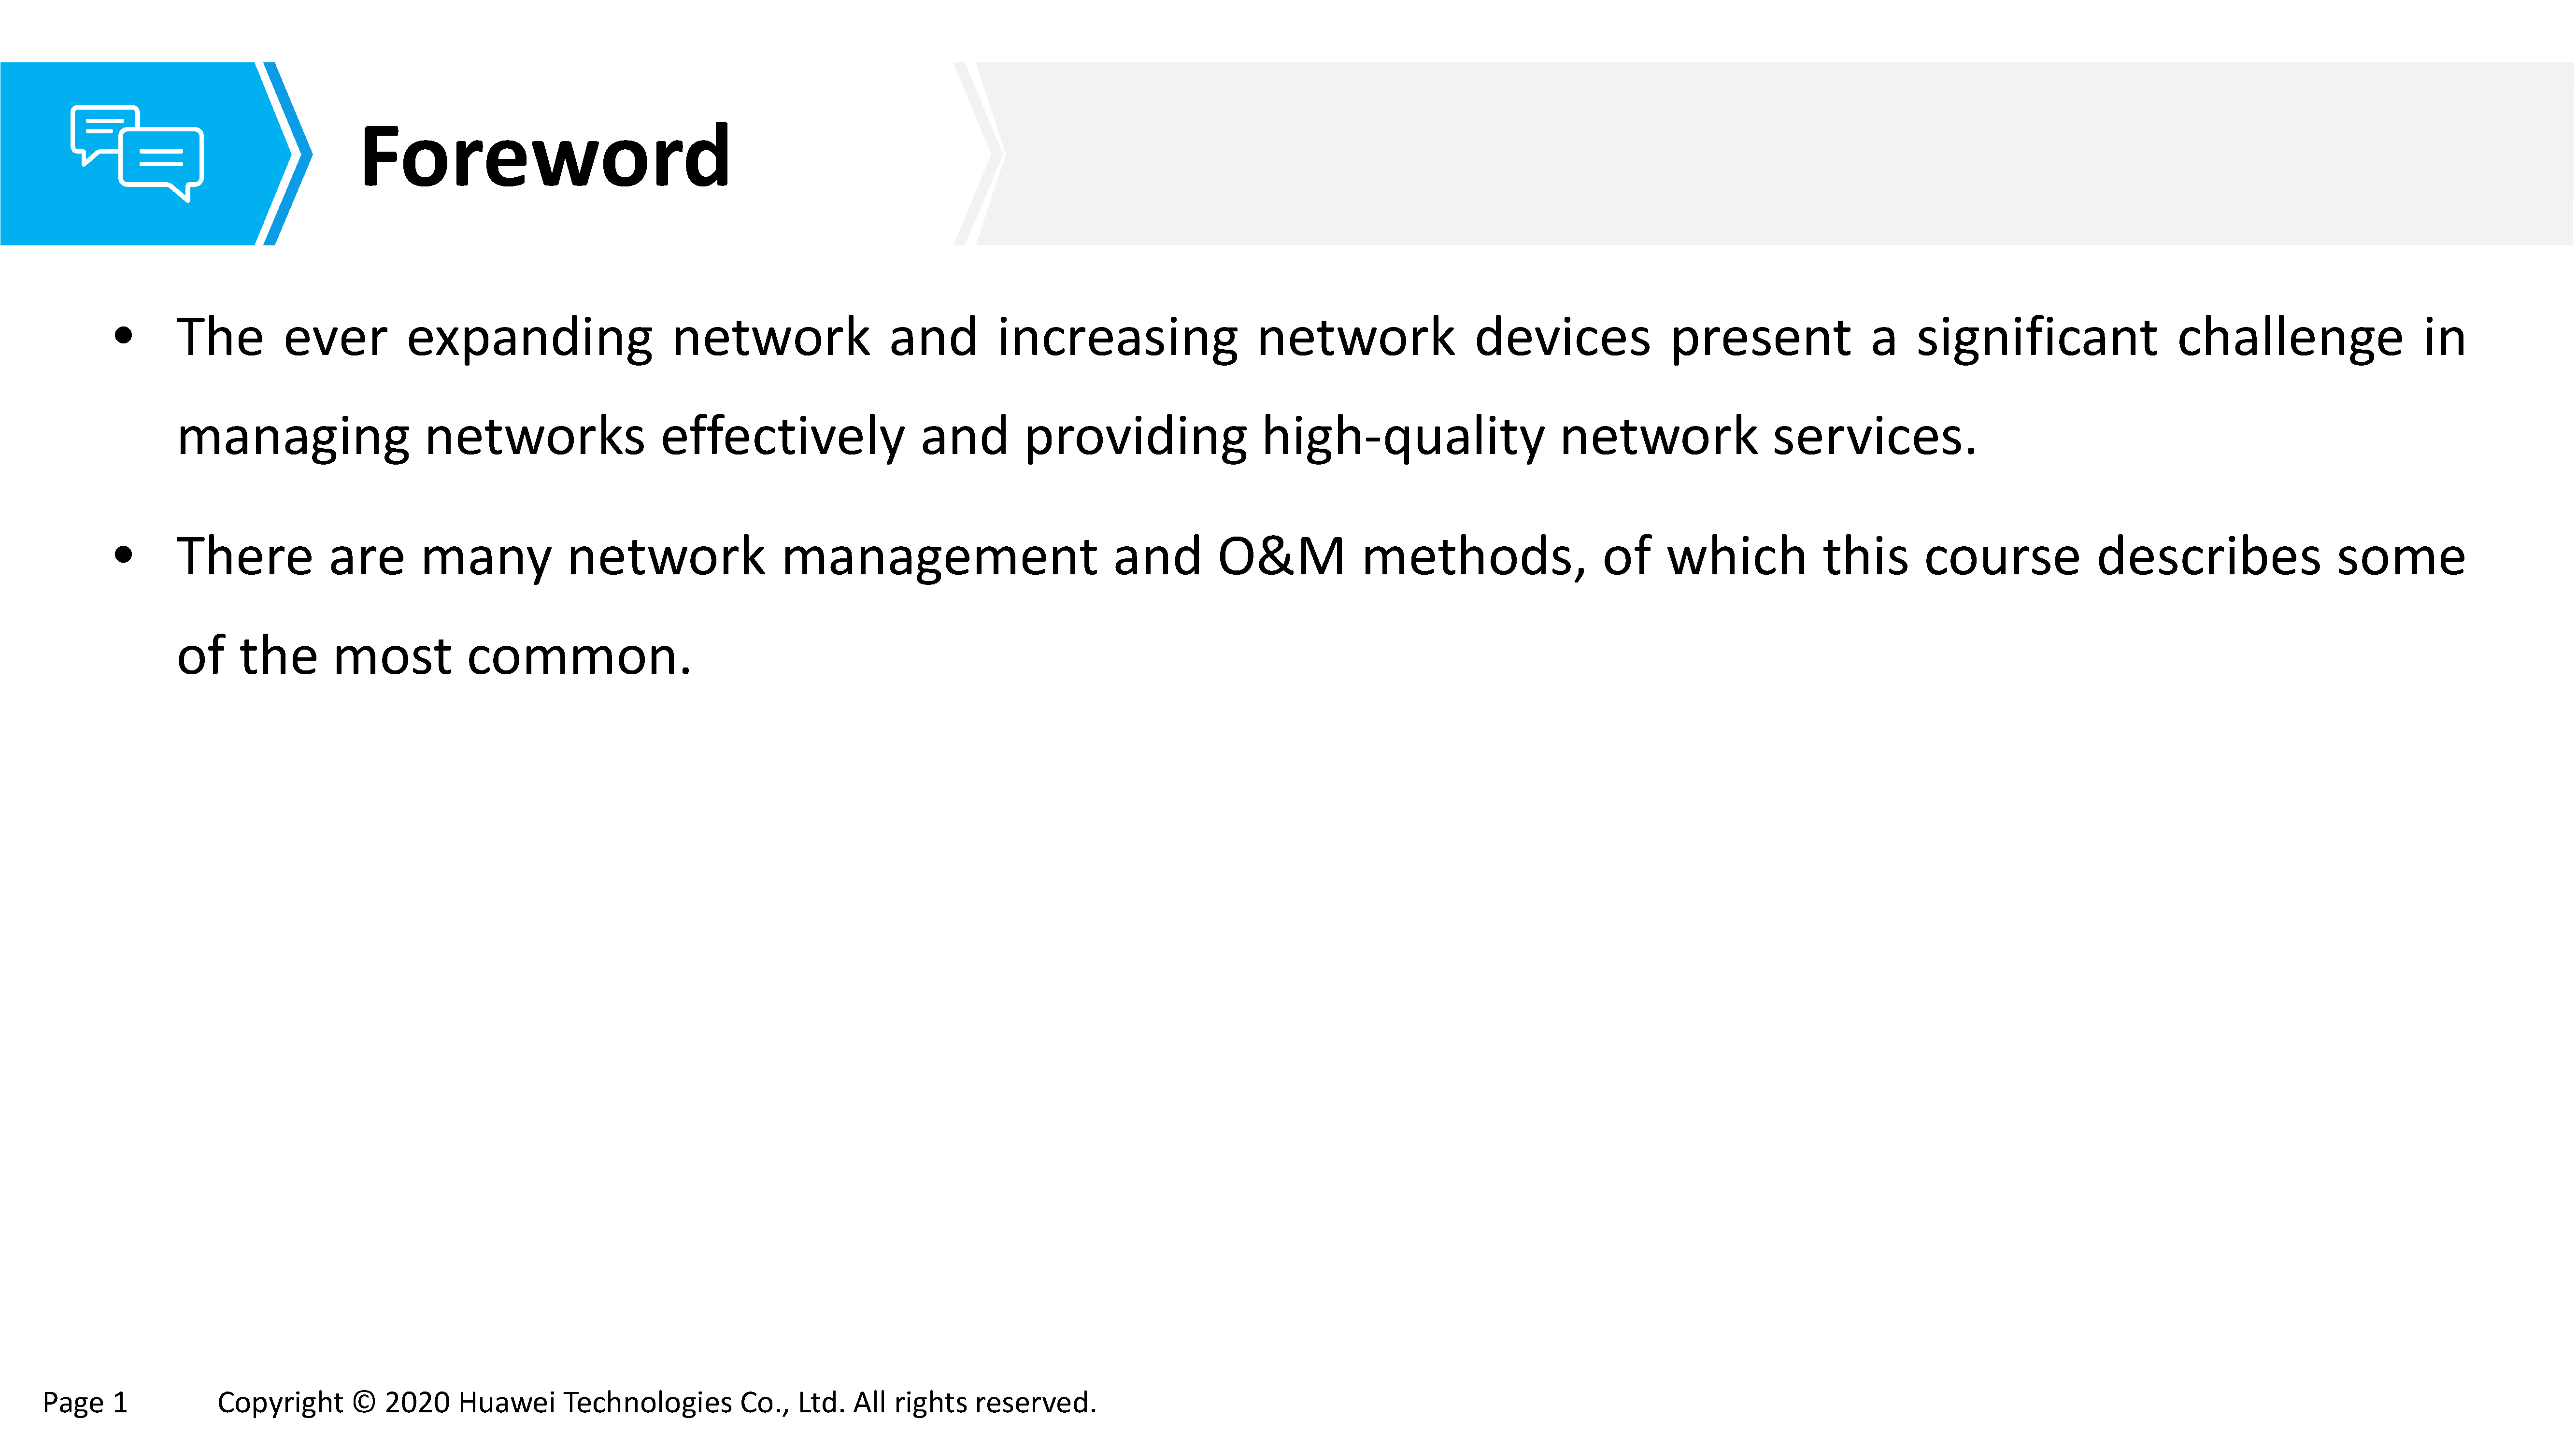 Foreword
• The ever expanding network and increasing network devices present a significant challenge in
managing networks effectively and providing high-quality network services.
• There are many network management and O&M methods, of which this course describes some
of the most common.
Page 1 Copyright © 2020 Huawei Technologies Co., Ltd. All rights reserved.